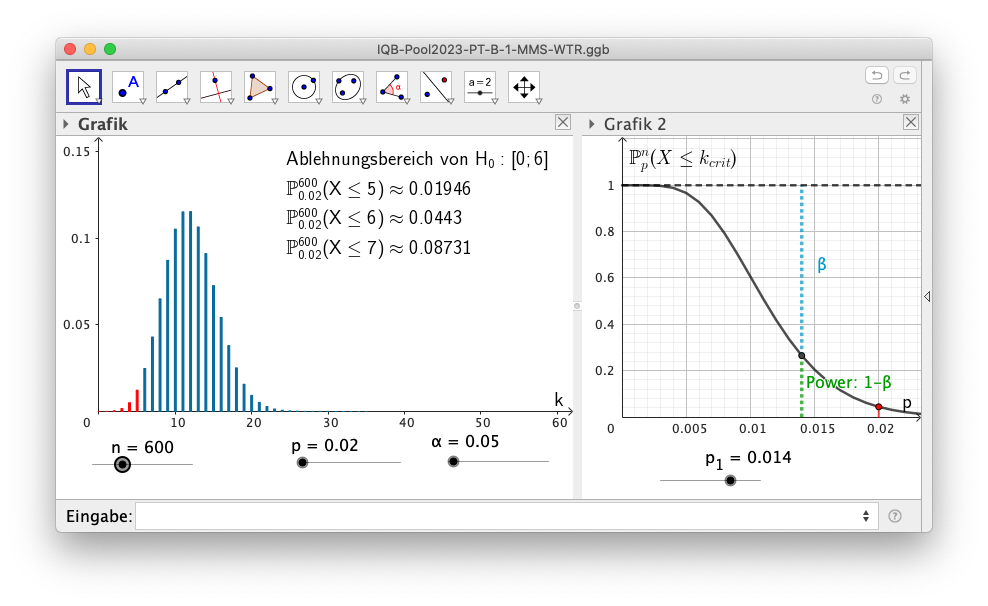 IQB-Pool2023-PT-B-1-MMS-WTR.ggb
A
α
a = 2
Grafik
Grafik 2
0.15
0.1
0.05
0
10
20
30
40
50
60
k
Ablehnungsbereich von H₀ : [0; 6]
ℙ⁶⁰⁰₀.₀₂(X ≤ 5) ≈ 0.01946
ℙ⁶⁰⁰₀.₀₂(X ≤ 6) ≈ 0.0443
ℙ⁶⁰⁰₀.₀₂(X ≤ 7) ≈ 0.08731
n = 600
p = 0.02
α = 0.05
ℙⁿₚ(X ≤ k_crit)
1
0.8
0.6
0.4
0.2
0
0.005
0.01
0.015
0.02
β
Power: 1–β
p
p₁ = 0.014
Eingabe: